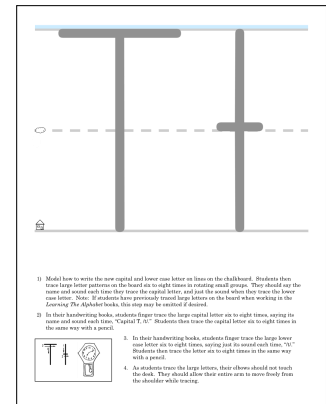 T t
1) Model how to write the new capital and lower case letter on lines on the chalkboard. Students then
trace large letter patterns on the board six to eight times in rotating small groups. They should say the
name and sound each time they trace the capital letter, and just the sound when they trace the lower
case letter. Note: If students have previously traced large letters on the board when working in the
Learning The Alphabet books, this step may be omitted if desired.
2) In their handwriting books, students finger trace the large capital letter six to eight times, saying its
name and sound each time, "Capital T, /t/." Students then trace the capital letter six to eight times in
the same way with a pencil.
3. In their handwriting books, students finger trace the large lower
case letter six to eight times, saying just its sound each time, "/t/."
Students then trace the letter six to eight times in the same way
with a pencil.
4. As students trace the large letters, their elbows should not touch
the desk. They should allow their entire arm to move freely from
the shoulder while tracing.